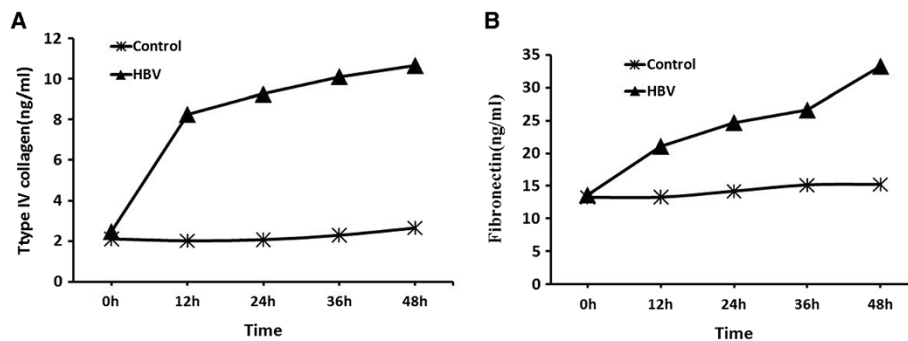 A
Ttype IV collagen(ng/ml)
12
10
8
6
4
2
0
Control
HBV
0h 12h 24h 36h 48h
Time
B
Fibronectin(ng/ml)
35
30
25
20
15
10
5
0
Control
HBV
0h 12h 24h 36h 48h
Time